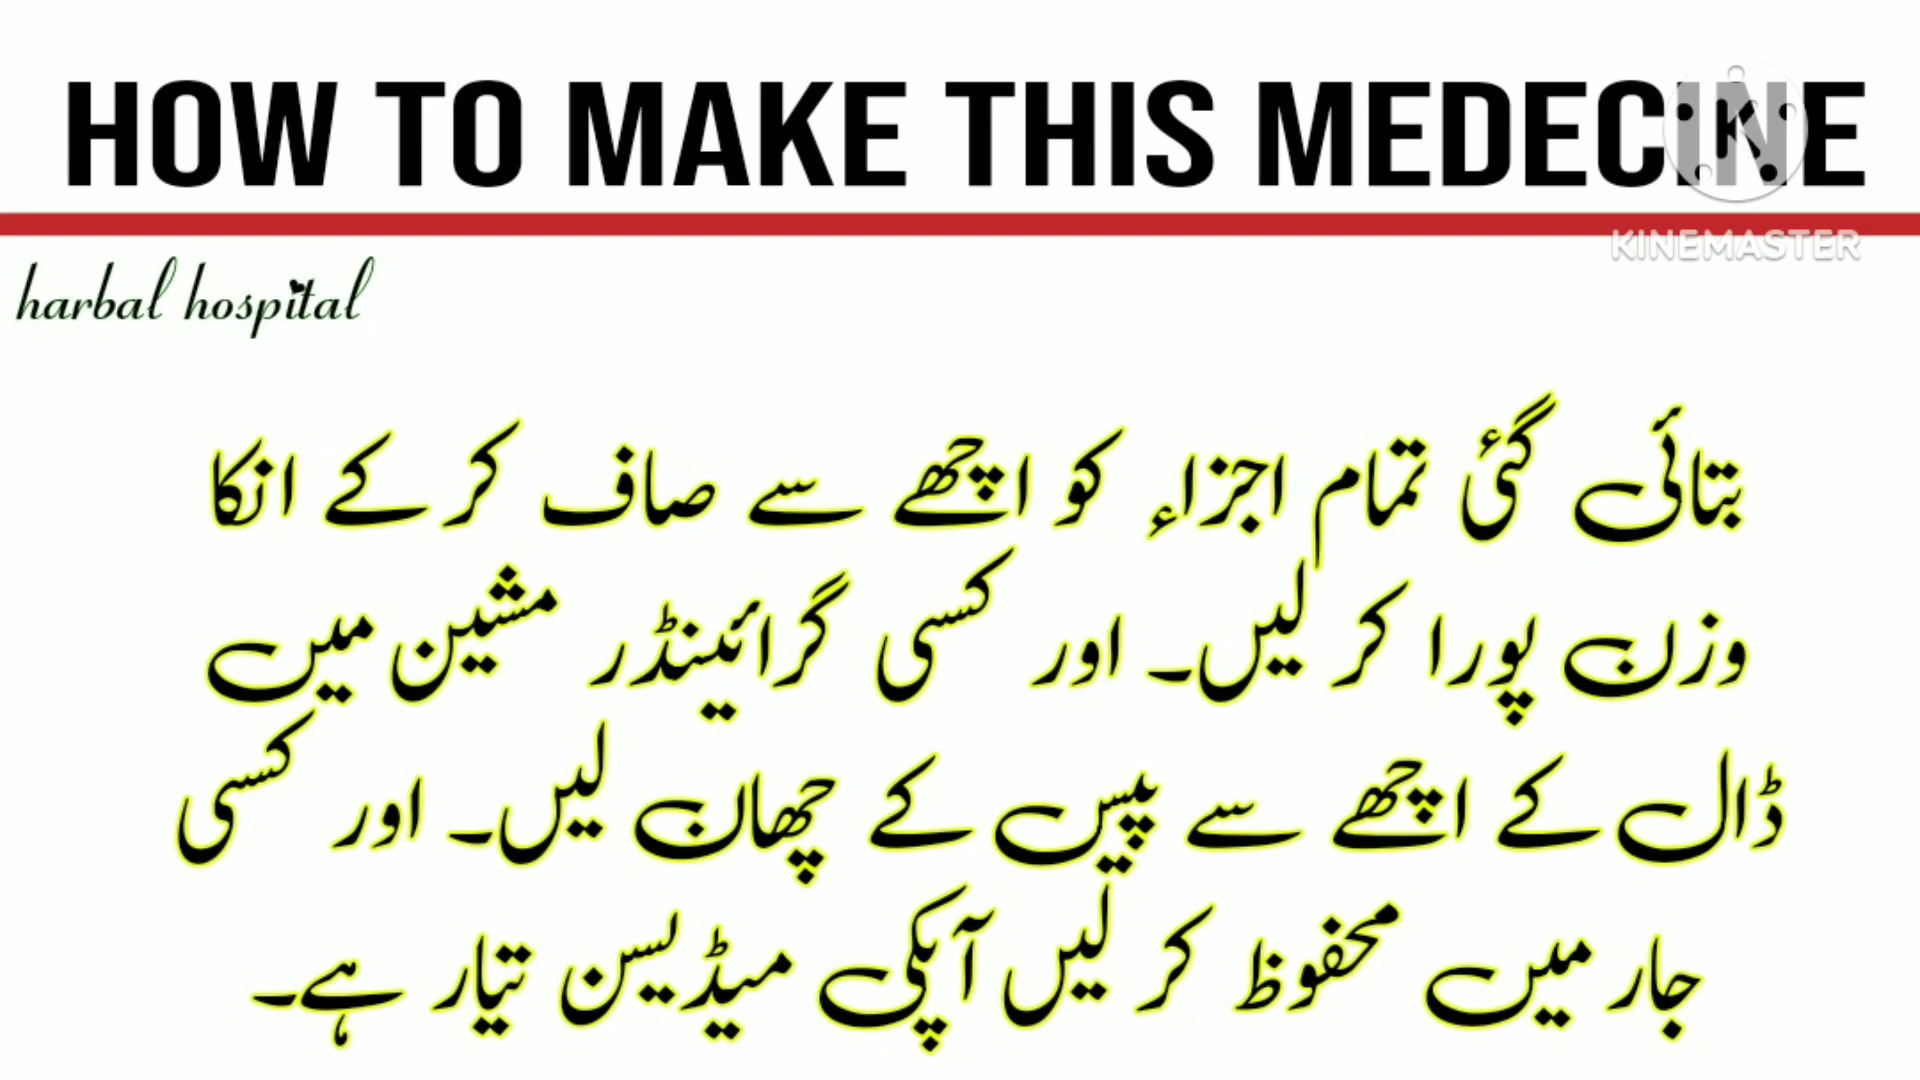 HOW TO MAKE THIS MEDECINE
KINEMASTER
harbal hospital
بتائی گئی تمام اجزاء کو اچھے سے صاف کر کے انکا
وزن پورا کر لیں۔ اور کسی گرائینڈر مشین میں
ڈال کے اچھے سے پیس کے چھان لیں۔ اور کسی
جار میں محفوظ کر لیں آپکی میڈیسن تیار ہے۔